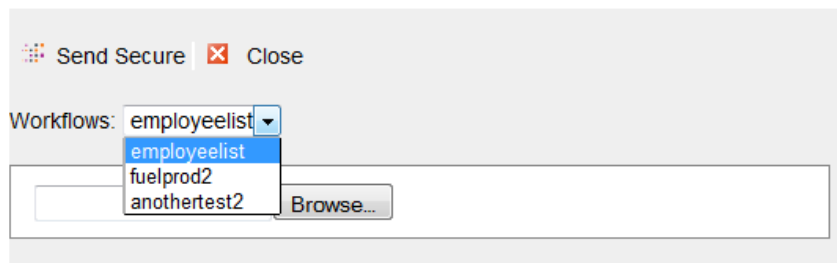 Send Secure Close
Workflows: employeelist
employeelist
fuelprod2
anothertest2
Browse...